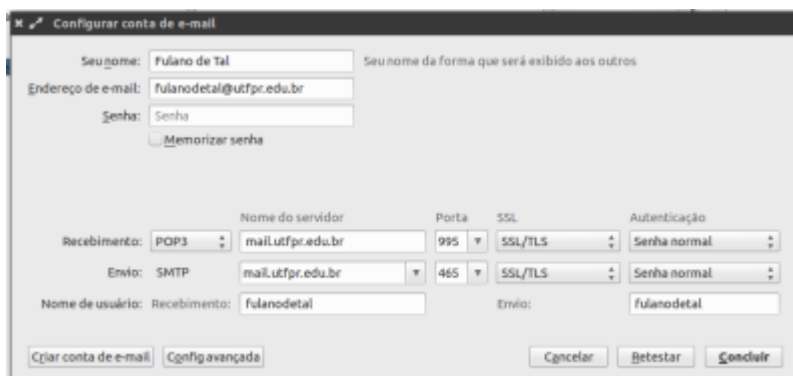 Configurar conta de e-mail
Seu nome: Fulano de Tal Seu nome da forma que será exibido aos outros
Endereço de e-mail: fulanodetal@utfpr.edu.br
Senha: Senha
Memorizar senha
Nome do servidor Porta SSL Autenticação
Recebimento: POP3 mail.utfpr.edu.br 995 SSL/TLS Senha normal
Envio: SMTP mail.utfpr.edu.br 465 SSL/TLS Senha normal
Nome de usuário: Recebimento: fulanodetal Envio: fulanodetal
Criar conta de e-mail Config avançada Cancelar Retestar Concluir